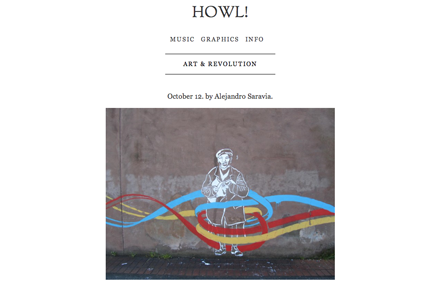 HOWL!
MUSIC GRAPHICS INFO
ART & REVOLUTION
October 12. by Alejandro Saravia.